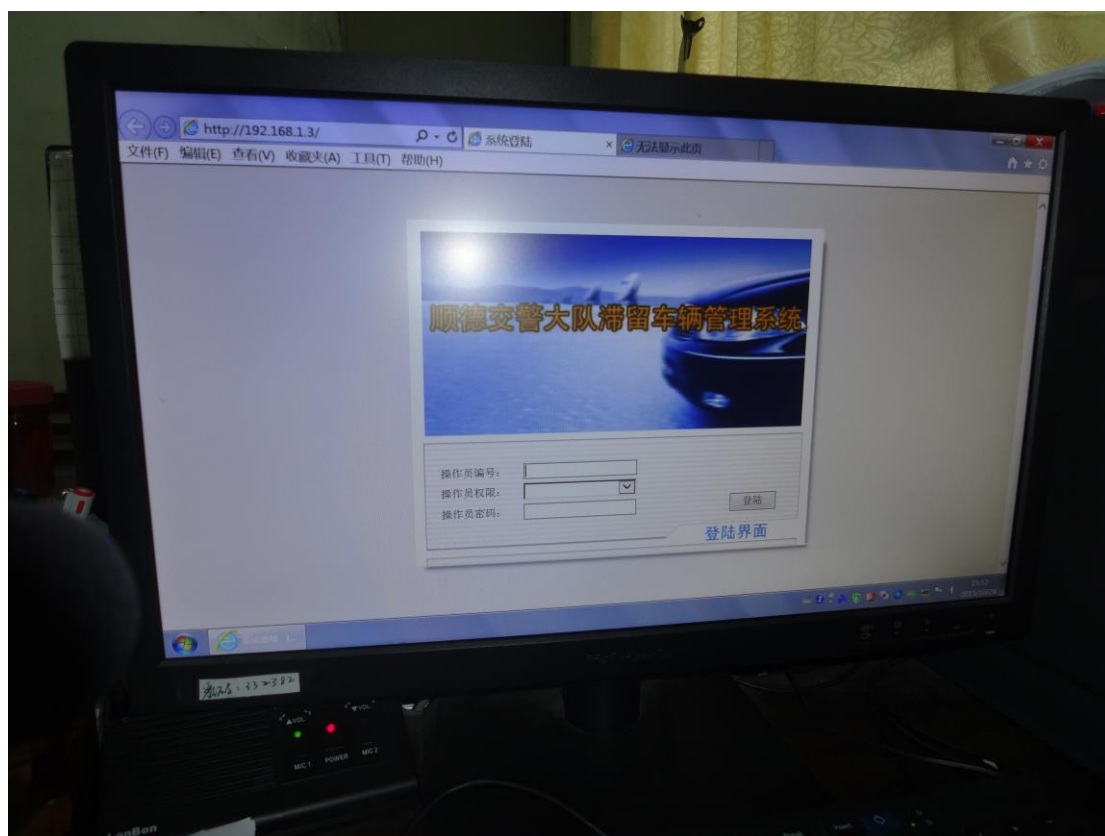 http://192.168.1.3/
系统登陆
无法显示此页
文件(F) 编辑(E) 查看(V) 收藏夹(A) 工具(T) 帮助(H)
顺德交警大队滞留车辆管理系统
操作员编号:
操作员权限:
操作员密码:
登陆
登陆界面
332382
VOL
VOL
MIC 1 POWER MIC 2